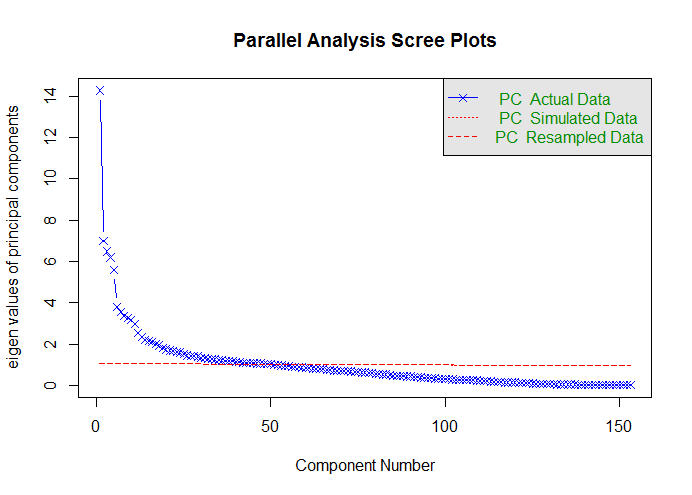 Parallel Analysis Scree Plots
eigen values of principal components
14
12
10
8
6
4
2
0
PC Actual Data
PC Simulated Data
PC Resampled Data
0 50 100 150
Component Number